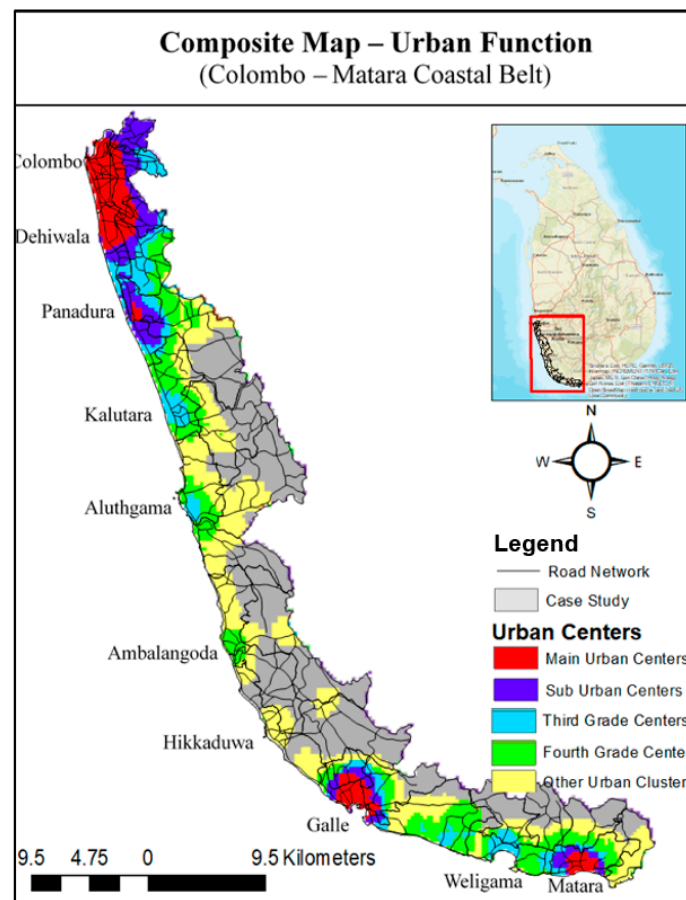 Composite Map – Urban Function
(Colombo – Matara Coastal Belt)
Colombo
Dehiwala
Panadura
Kalutara
Aluthgama
Ambalangoda
Hikkaduwa
Galle
Weligama
Matara
N
W
E
S
Legend
Road Network
Case Study
Urban Centers
Main Urban Centers
Sub Urban Centers
Third Grade Centers
Fourth Grade Center
Other Urban Cluster
9.5 4.75 0 9.5 Kilometers